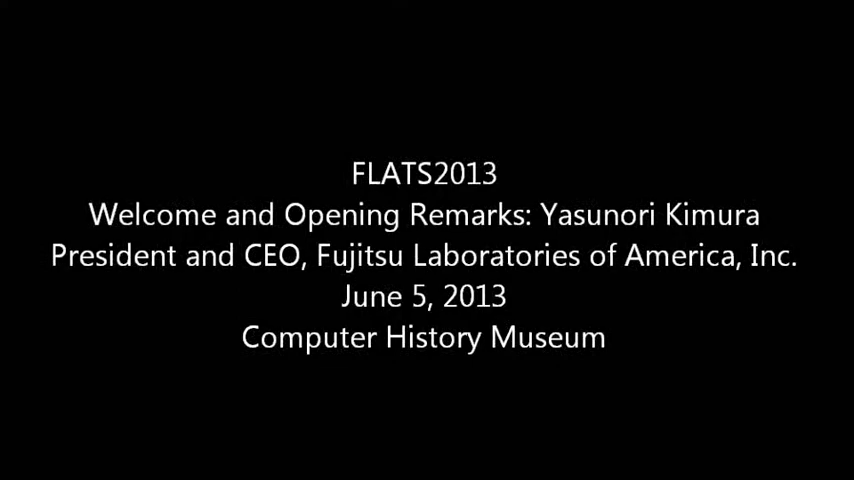 FLATS2013
Welcome and Opening Remarks: Yasunori Kimura
President and CEO, Fujitsu Laboratories of America, Inc.
June 5, 2013
Computer History Museum